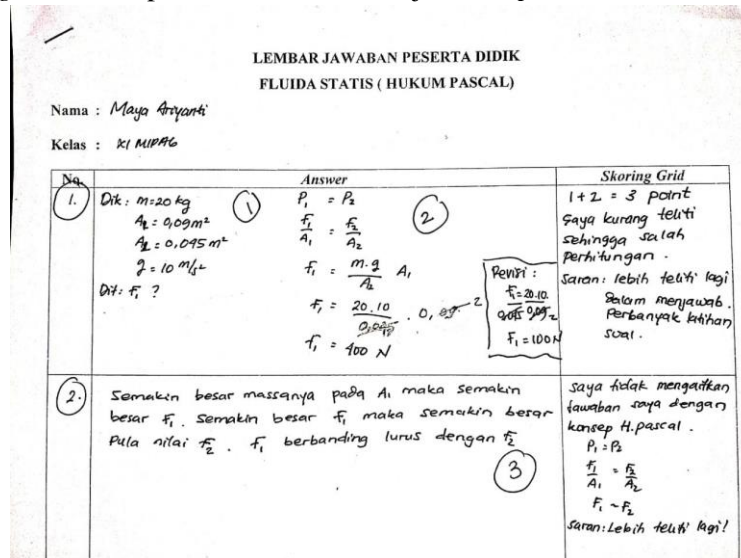 LEMBAR JAWABAN PESERTA DIDIK
FLUIDA STATIS ( HUKUM PASCAL)
Nama : Maya Ariyanti
Kelas : XI MIPA6
No. Answer Skoring Grid
1.
Dik : m=20 kg
A₁ = 0,09m²
A₂ = 0,045 m²
g = 10 m/s²
Dit : F₁ ?
1
P₁ = P₂
F₁/A₁ = F₂/A₂
F₁ = m.g/A₂ A₁
F₁ = 20.10/0,045 . 0,09 2
F₁ = 400 N
2
Revisi :
F₁ = 20.10.
F₁ = 100N
1+2 = 3 point
Saya kurang teliti
sehingga salah
perhitungan .
Saran: lebih teliti lagi
dalam menjawab .
Perbanyak latihan
soal .
2.
Semakin besar massanya pada A₁ maka semakin
besar F₁ . Semakin besar F₁ maka semakin besar
Pula nilai F₂ . F₁ berbanding lurus dengan F₂
3
saya tidak mengaitkan
jawaban saya dengan
konsep H.pascal .
P₁ = P₂
F₁/A₁ = F₂/A₂
F₁ ~ F₂
Saran: Lebih teliti lagi!